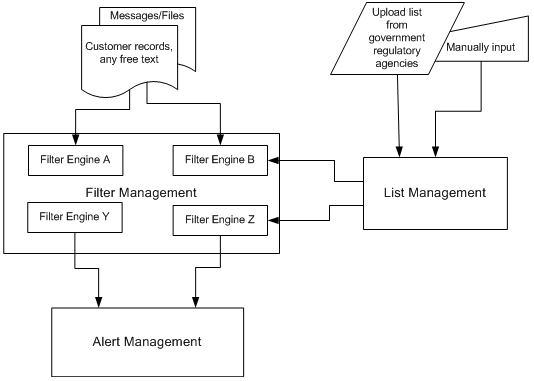 Messages/Files
Customer records,
any free text
Upload list
from
government
regulatory
agencies
Manually input
Filter Engine A
Filter Engine B
Filter Management
Filter Engine Y
Filter Engine Z
List Management
Alert Management